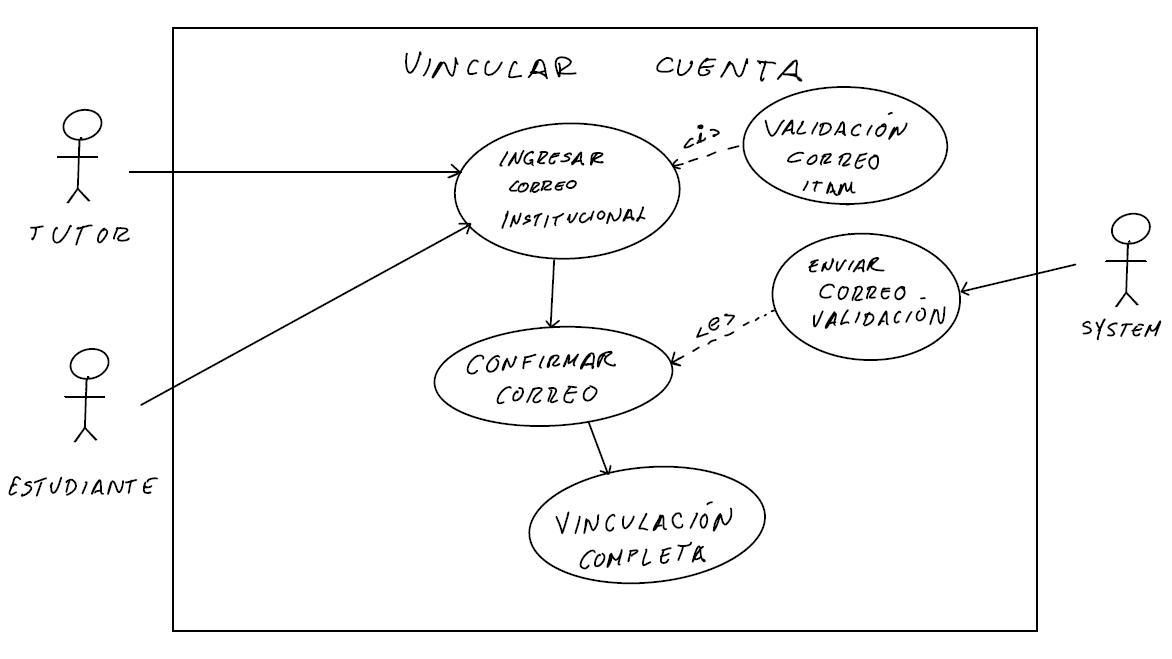 VINCULAR CUENTA
TUTOR
INGRESAR
CORREO
INSTITUCIONAL
<i>
VALIDACIÓN
CORREO
ITAM
ENVIAR
CORREO
VALIDACIÓN
<e>
SYSTEM
CONFIRMAR
CORREO
ESTUDIANTE
VINCULACIÓN
COMPLETA